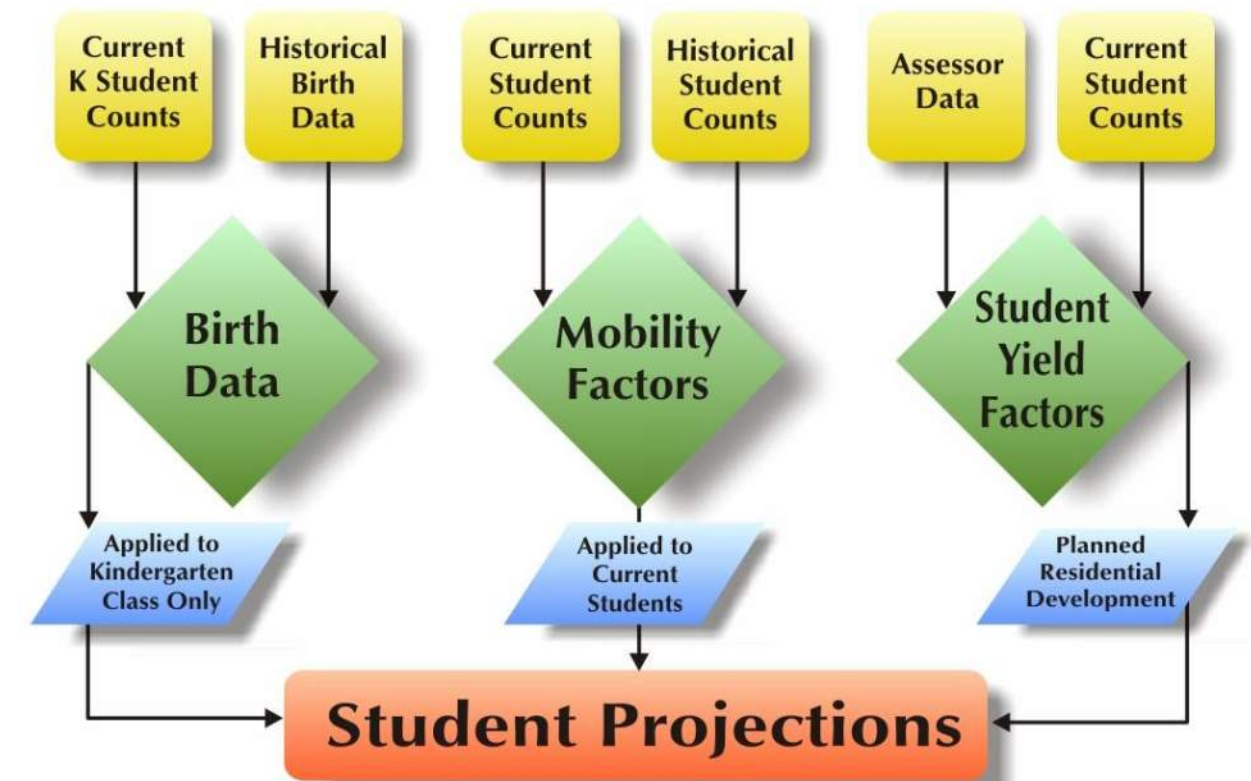 Current
K Student
Counts
Historical
Birth
Data
Current
Student
Counts
Historical
Student
Counts
Assessor
Data
Current
Student
Counts
Birth
Data
Mobility
Factors
Student
Yield
Factors
Applied to
Kindergarten
Class Only
Applied to
Current
Students
Planned
Residential
Development
Student Projections